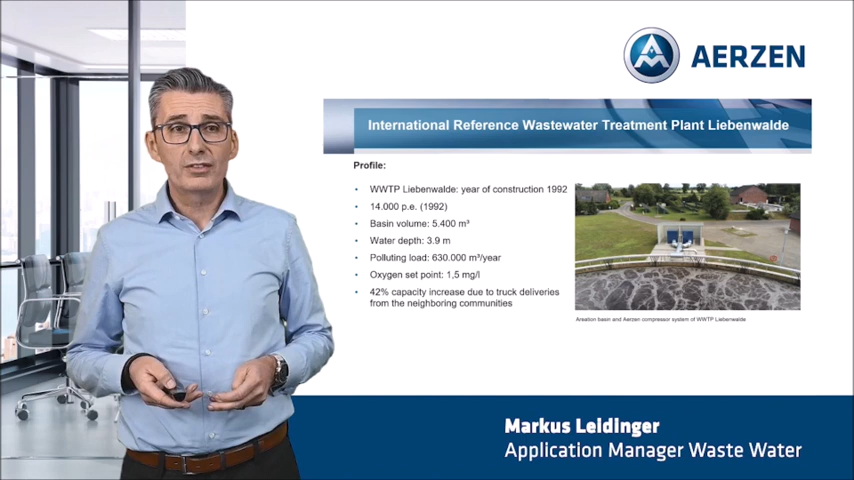 AERZEN
International Reference Wastewater Treatment Plant Liebenwalde
Profile:
• WWTP Liebenwalde: year of construction 1992
• 14.000 p.e. (1992)
• Basin volume: 5.400 m³
• Water depth: 3.9 m
• Polluting load: 630.000 m³/year
• Oxygen set point: 1,5 mg/l
• 42% capacity increase due to truck deliveries
from the neighboring communities
Areation basin and Aerzen compressor system of WWTP Liebenwalde
Markus Leidinger
Application Manager Waste Water